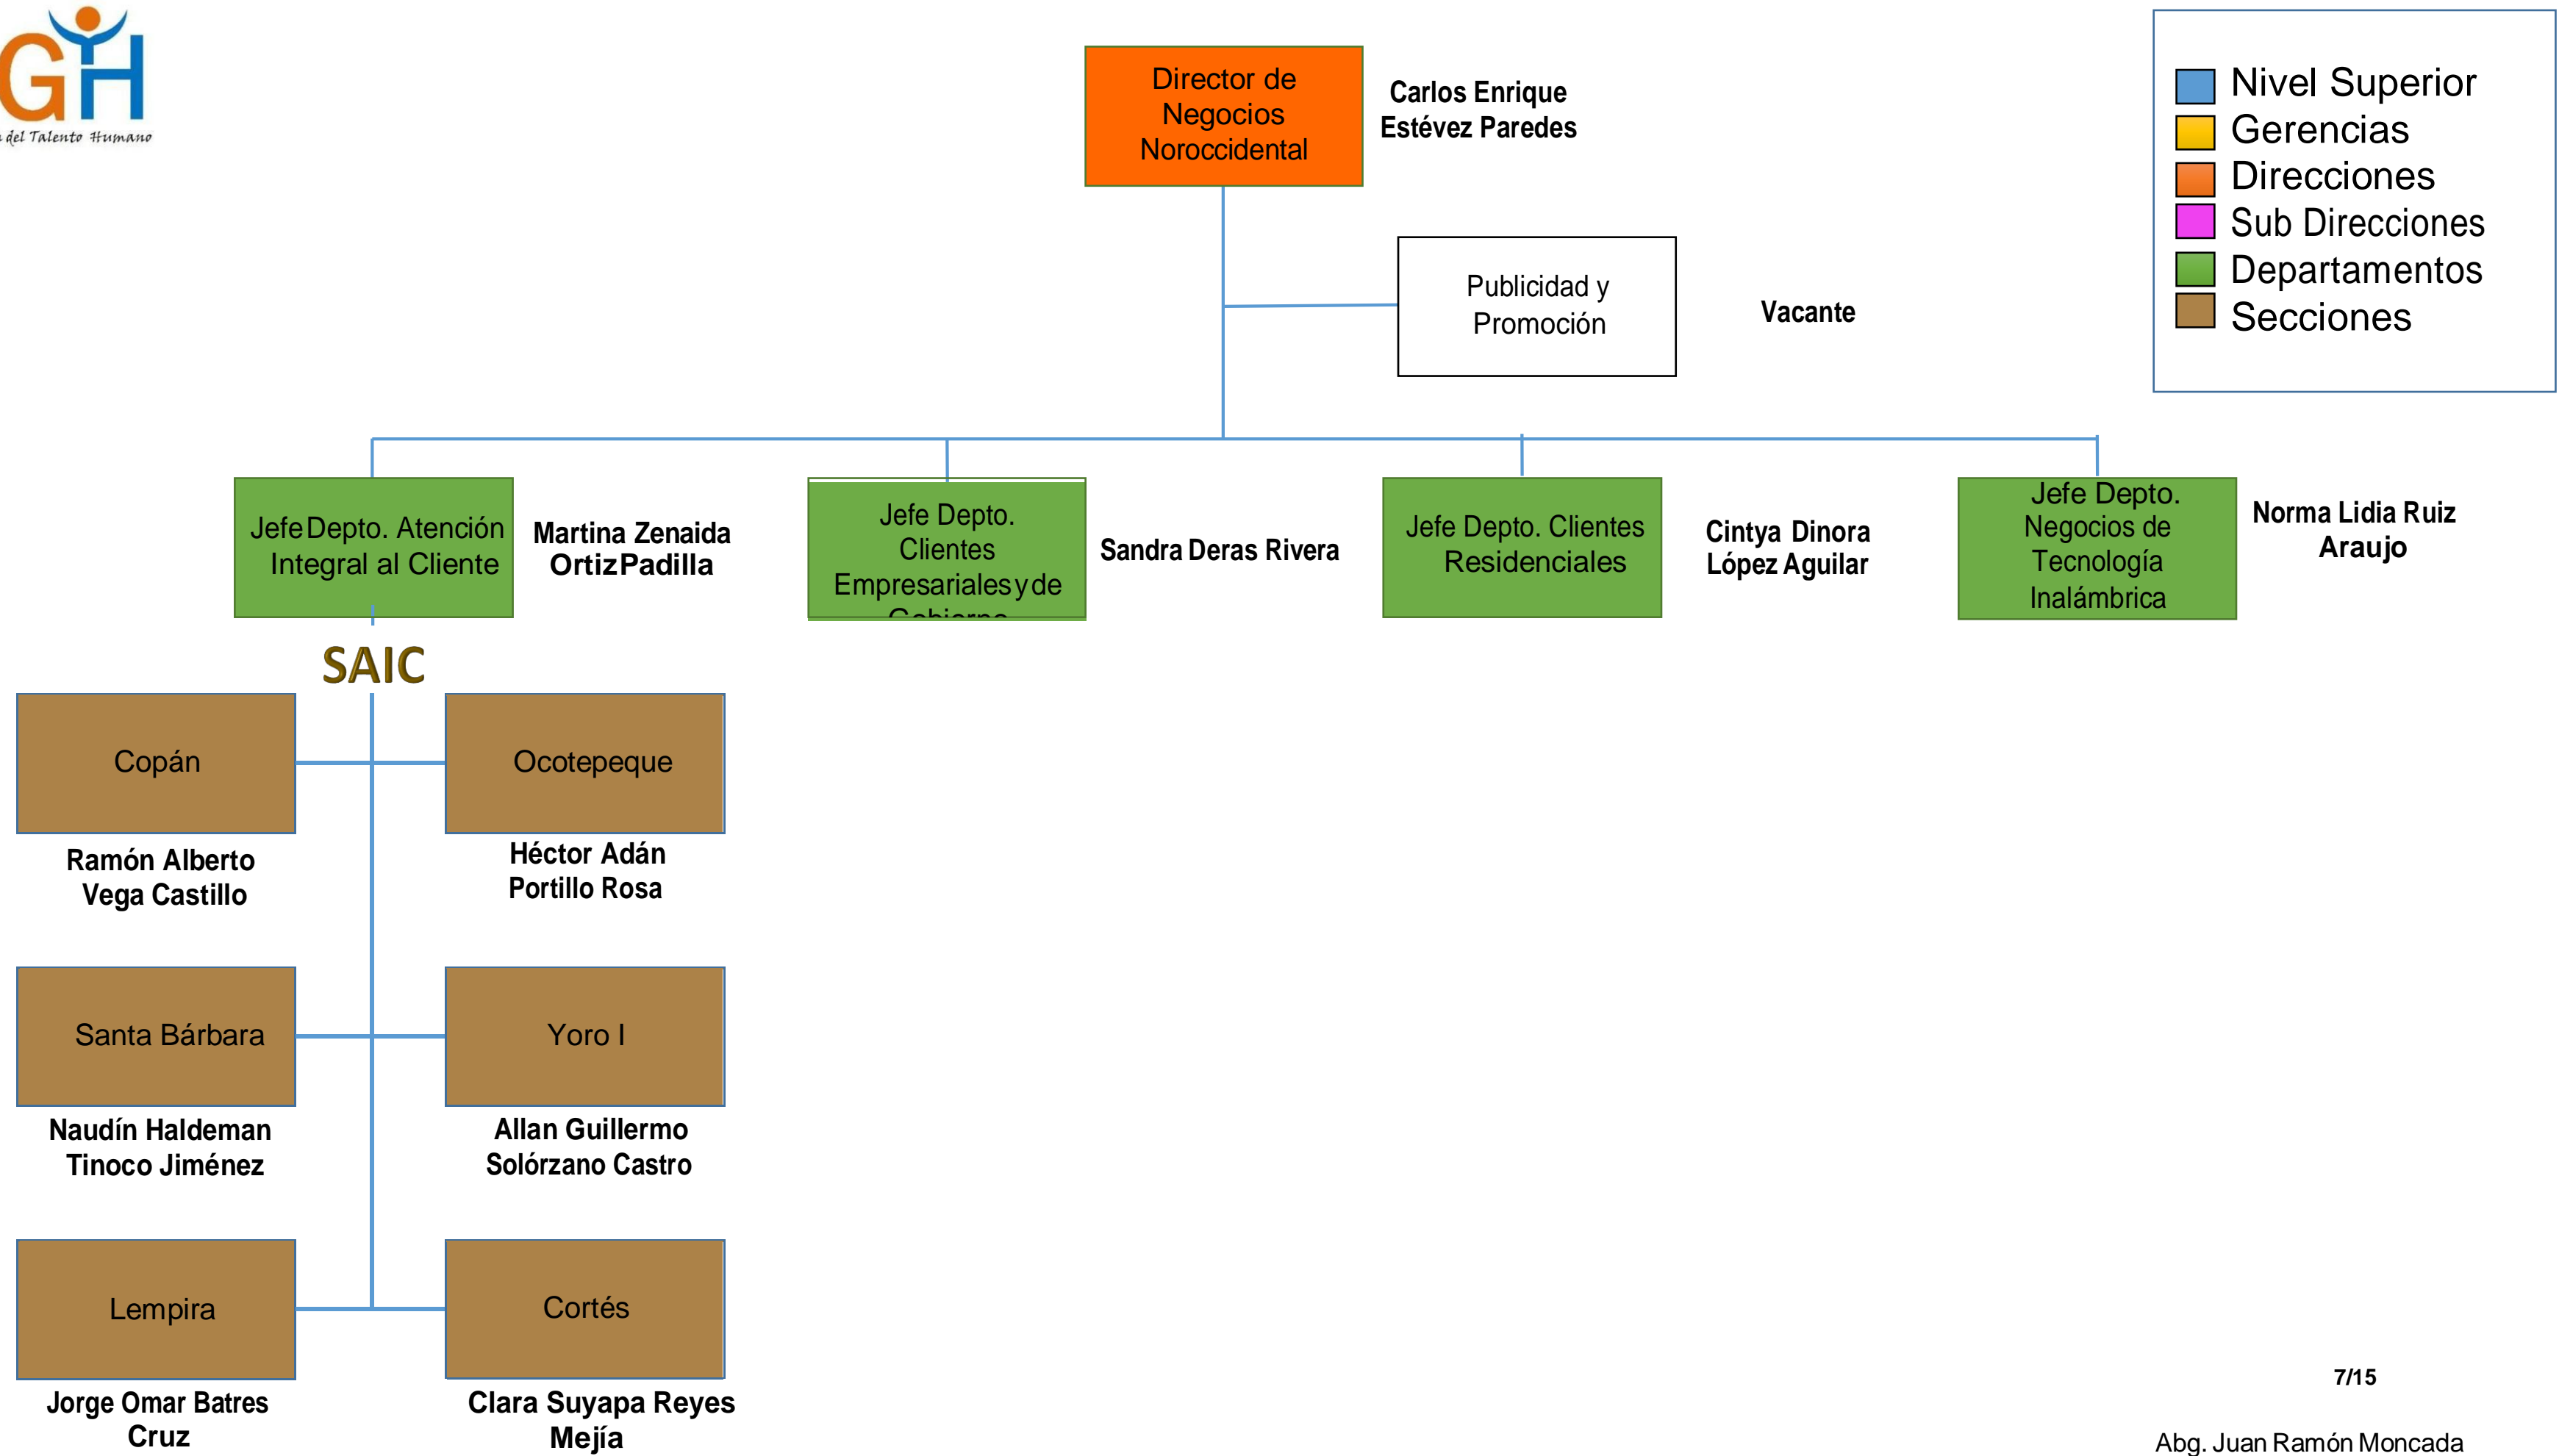 GTH
del Talento Humano
Director de
Negocios
Noroccidental
Carlos Enrique
Estévez Paredes
Nivel Superior
Gerencias
Direcciones
Sub Direcciones
Departamentos
Secciones
Publicidad y
Promoción
Vacante
Jefe Depto. Atención
Integral al Cliente
Martina Zenaida
Ortiz Padilla
Jefe Depto.
Clientes
Empresariales y de
Gobierno
Sandra Deras Rivera
Jefe Depto. Clientes
Residenciales
Cintya Dinora
López Aguilar
Jefe Depto.
Negocios de
Tecnología
Inalámbrica
Norma Lidia Ruiz
Araujo
SAIC
Copán
Ramón Alberto
Vega Castillo
Ocotepeque
Héctor Adán
Portillo Rosa
Santa Bárbara
Naudín Haldeman
Tinoco Jiménez
Yoro I
Allan Guillermo
Solórzano Castro
Lempira
Jorge Omar Batres
Cruz
Cortés
Clara Suyapa Reyes
Mejía
7/15
Abg. Juan Ramón Moncada